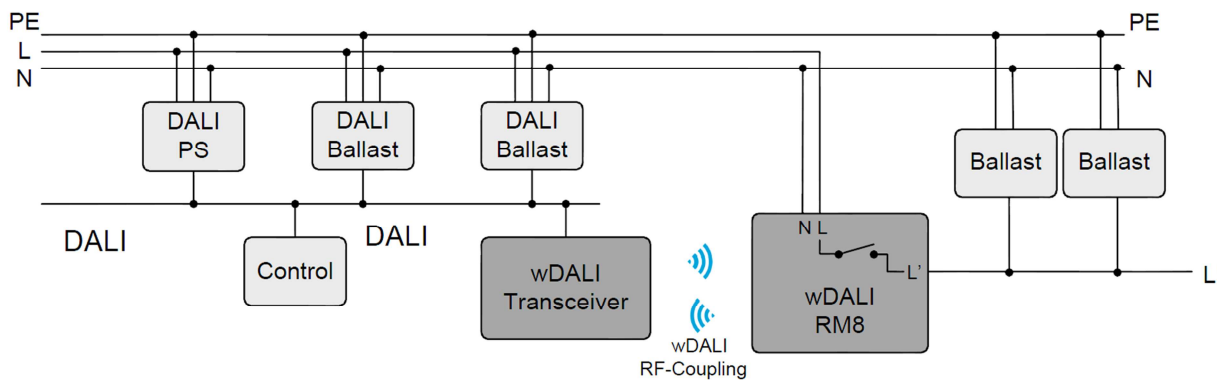 PE
L
N
PE
N
DALI
PS
DALI
Ballast
DALI
Ballast
Ballast
Ballast
DALI
DALI
Control
wDALI
Transceiver
wDALI
RF-Coupling
N L
L'
wDALI
RM8
L